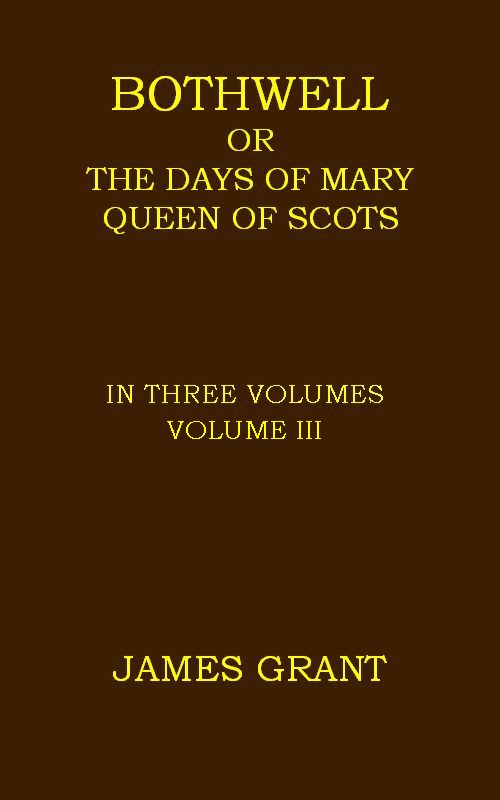 BOTHWELL
OR
THE DAYS OF MARY
QUEEN OF SCOTS
IN THREE VOLUMES
VOLUME III
JAMES GRANT